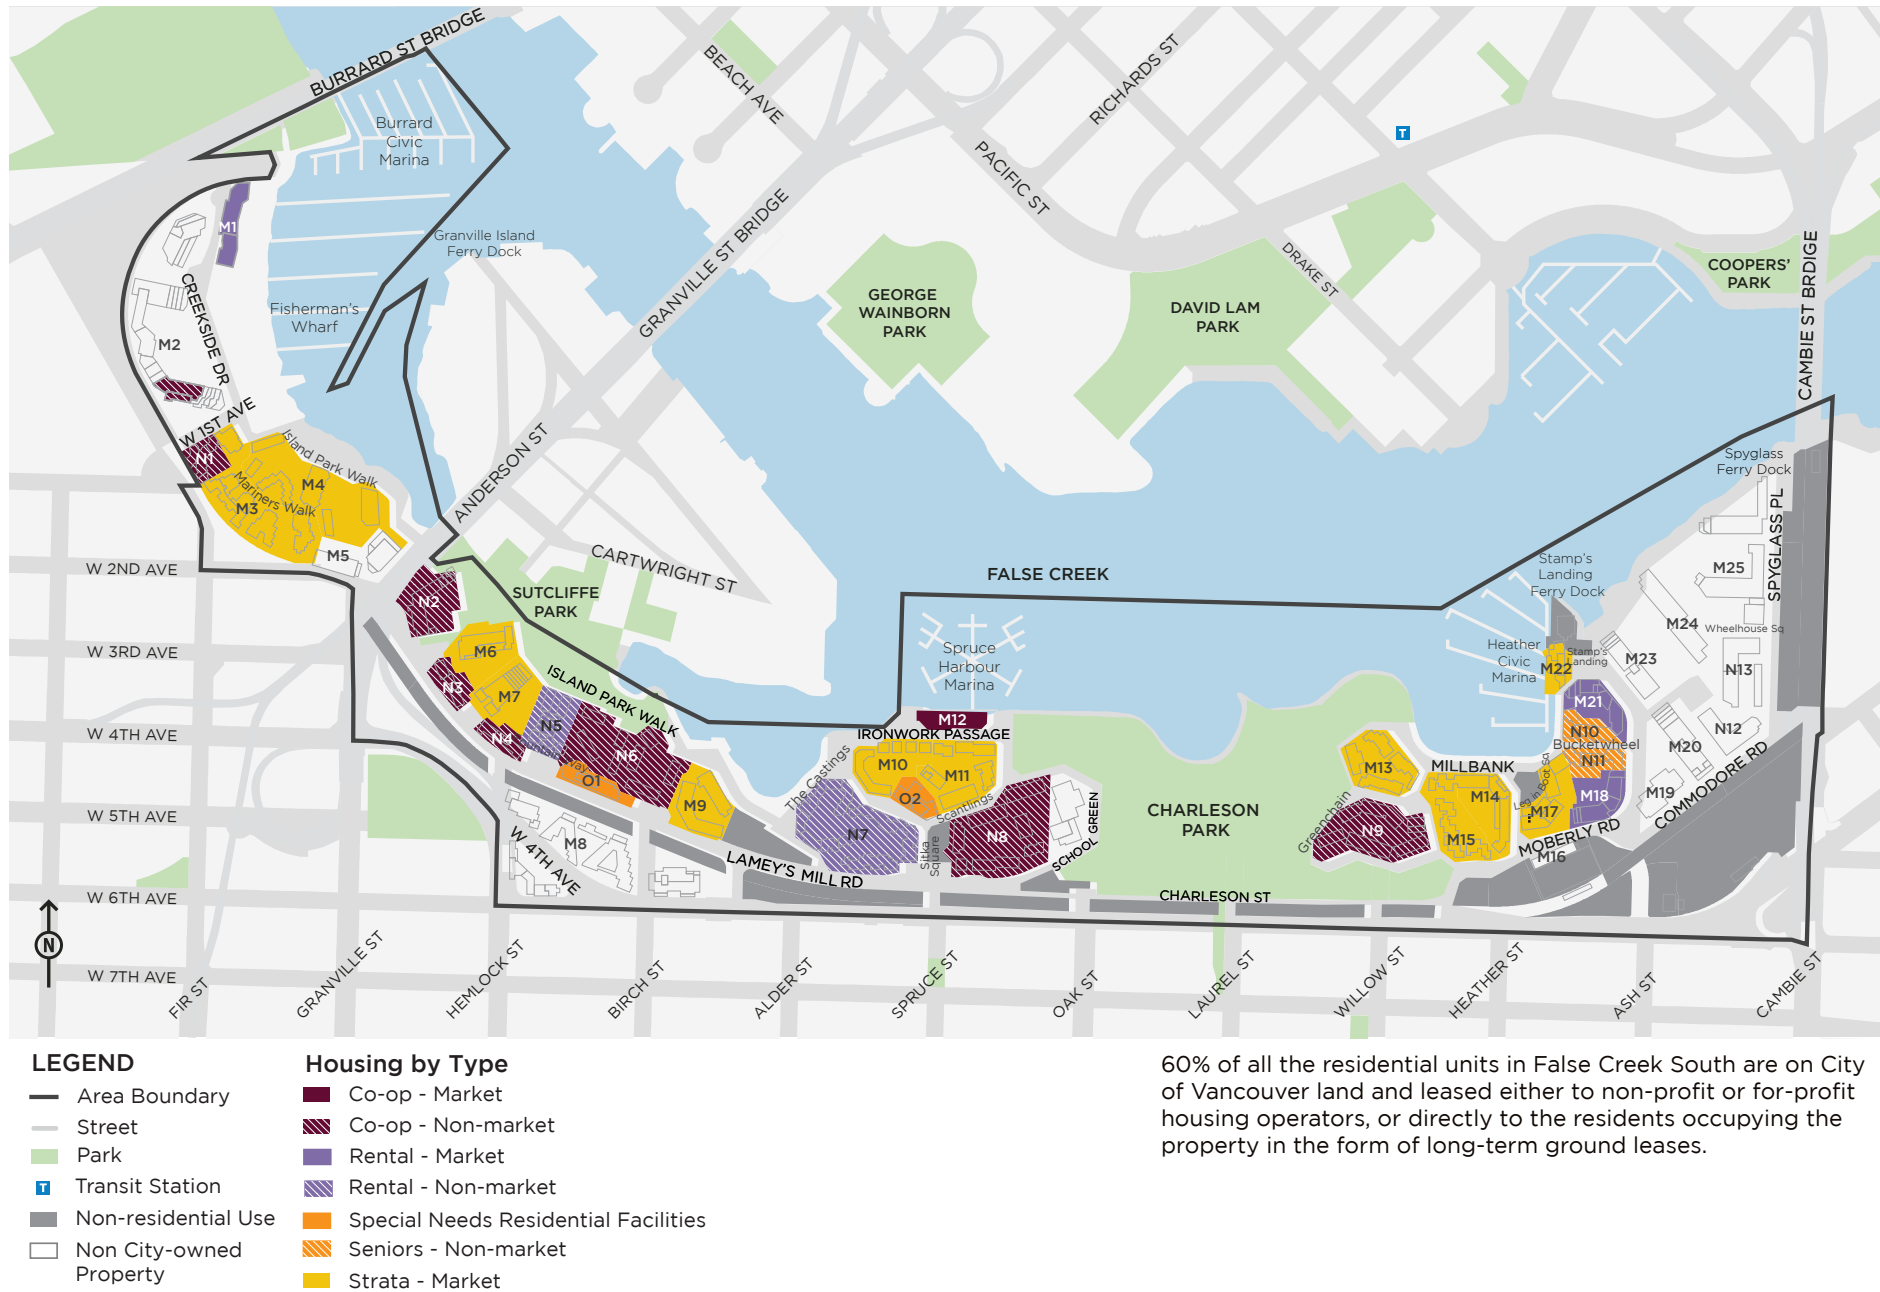 BURRARD ST BRIDGE
Burrard
Civic
Marina
BEACH AVE
RICHARDS ST
T
PACIFIC ST
GRANVILLE ST BRIDGE
Granville Island
Ferry Dock
DRAKE ST
COOPERS'
PARK
CAMBIE ST BRDIRGE
M1
CREEKSIDE DR
Fisherman's
Wharf
GEORGE
WAINBORN
PARK
DAVID LAM
PARK
M2
W 1ST AVE
N1
Island Park Walk
Mariners Walk
M4
M3
M5
ANDERSON ST
Spyglass
Ferry Dock
SPYGLASS PL
W 2ND AVE
CARTWRIGHT ST
FALSE CREEK
Stamp's
Landing
Ferry Dock
M25
N2
SUTCLIFFE
PARK
M24
Wheelhouse Sq
W 3RD AVE
M6
Spruce
Harbour
Marina
Heather
Civic
Marina
Stamp's
Landing
M22
M23
N13
N3
M7
ISLAND PARK WALK
M21
W 4TH AVE
N4
N5
N6
M12
IRONWORK PASSAGE
N10
Bucketwheel
N11
M20
N12
O1
The Castings
M10
M11
M13
MILLBANK
Leg-in-Boot Sq
M18
M19
COMMODORE RD
M9
O2
Scantlings
M14
M17
W 5TH AVE
M8
W 4TH AVE
N7
Sitka
Square
N8
SCHOOL GREEN
CHARLESON
PARK
Greenchain
N9
M15
MOBERLY RD
M16
LAMEY'S MILL RD
W 6TH AVE
CHARLESON ST
N
W 7TH AVE
FIR ST
GRANVILLE ST
HEMLOCK ST
BIRCH ST
ALDER ST
SPRUCE ST
OAK ST
LAUREL ST
WILLOW ST
HEATHER ST
ASH ST
CAMBIE ST
LEGEND
Area Boundary
Street
Park
T
Transit Station
Non-residential Use
Non City-owned
Property
Housing by Type
Co-op - Market
Co-op - Non-market
Rental - Market
Rental - Non-market
Special Needs Residential Facilities
Seniors - Non-market
Strata - Market
60% of all the residential units in False Creek South are on City
of Vancouver land and leased either to non-profit or for-profit
housing operators, or directly to the residents occupying the
property in the form of long-term ground leases.